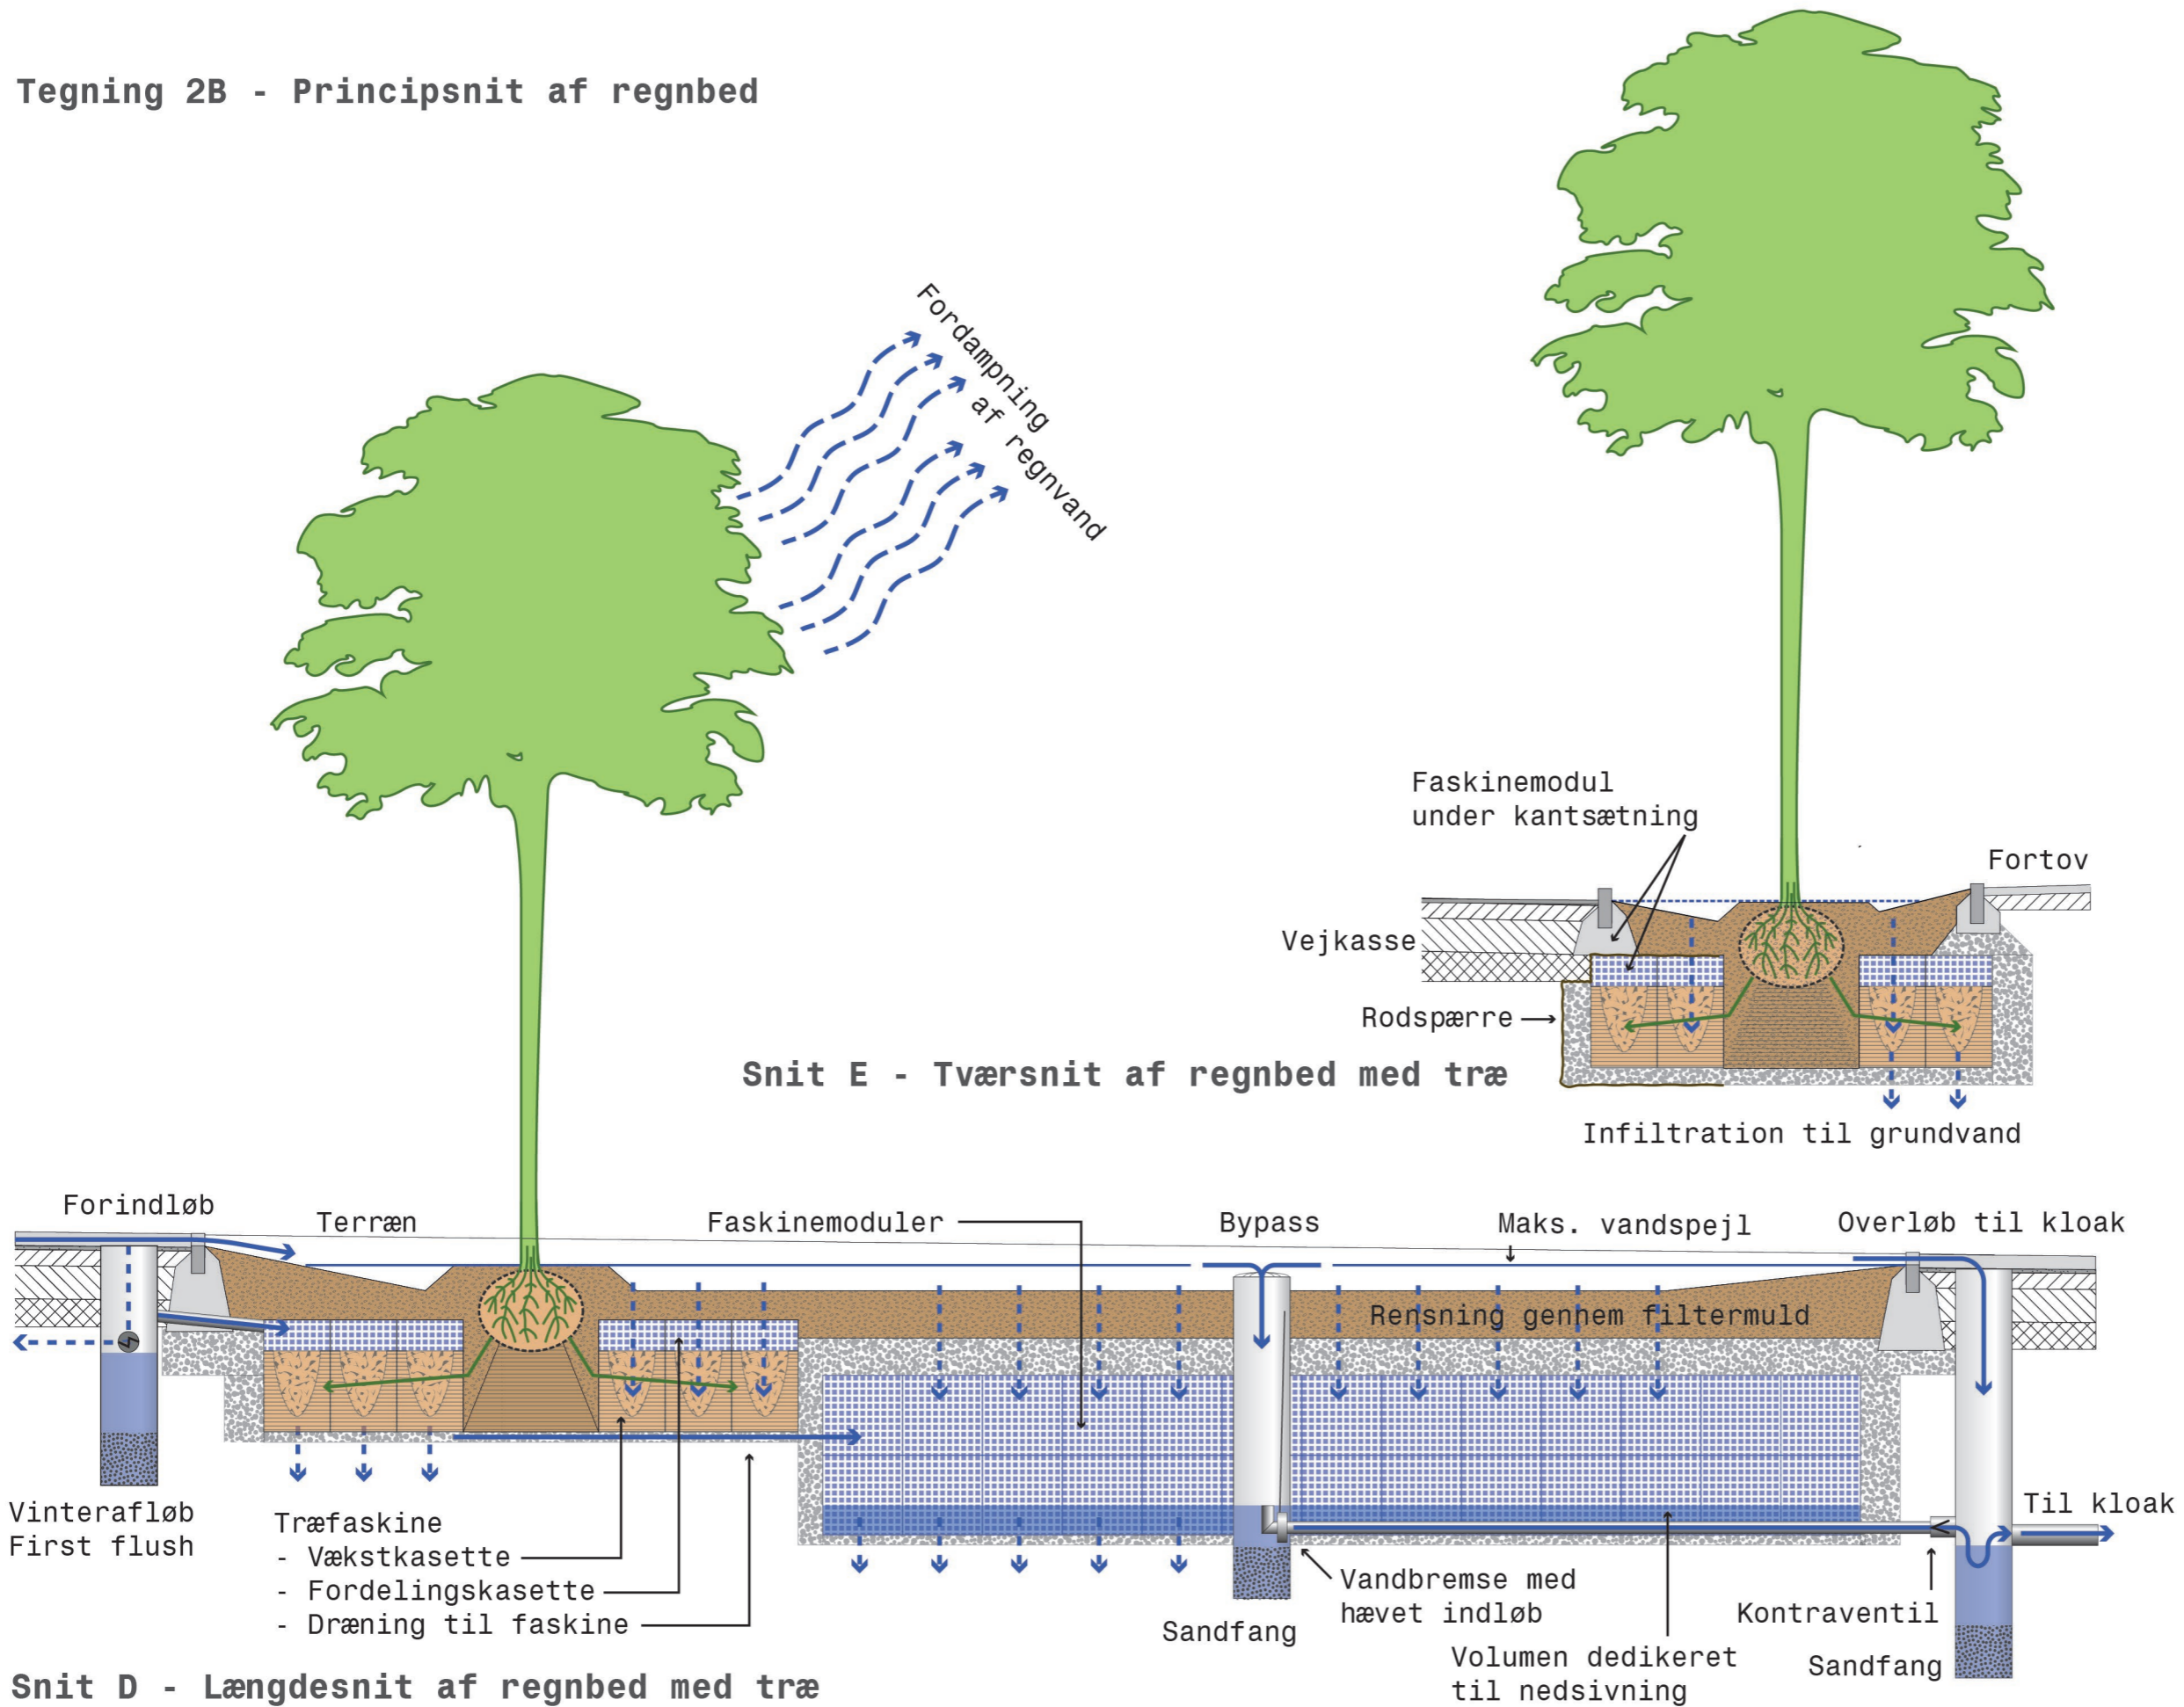 Tegning 2B - Principsnit af regnbed
Fordampning
af regnvand
Faskinemodul
under kantsætning
Fortov
Vejkasse
Rodspærre
Snit E - Tværsnit af regnbed med træ
Infiltration til grundvand
Forindløb
Terræn
Faskinemoduler
Bypass
Maks. vandspejl
Overløb til kloak
Rensning gennem filtermuld
Vinterafløb
First flush
Træfaskine
- Vækstkasette
- Fordelingskasette
- Dræning til faskine
Sandfang
Vandbremse med
hævet indløb
Volumen dedikeret
til nedsivning
Kontraventil
Sandfang
Til kloak
Snit D - Længdesnit af regnbed med træ